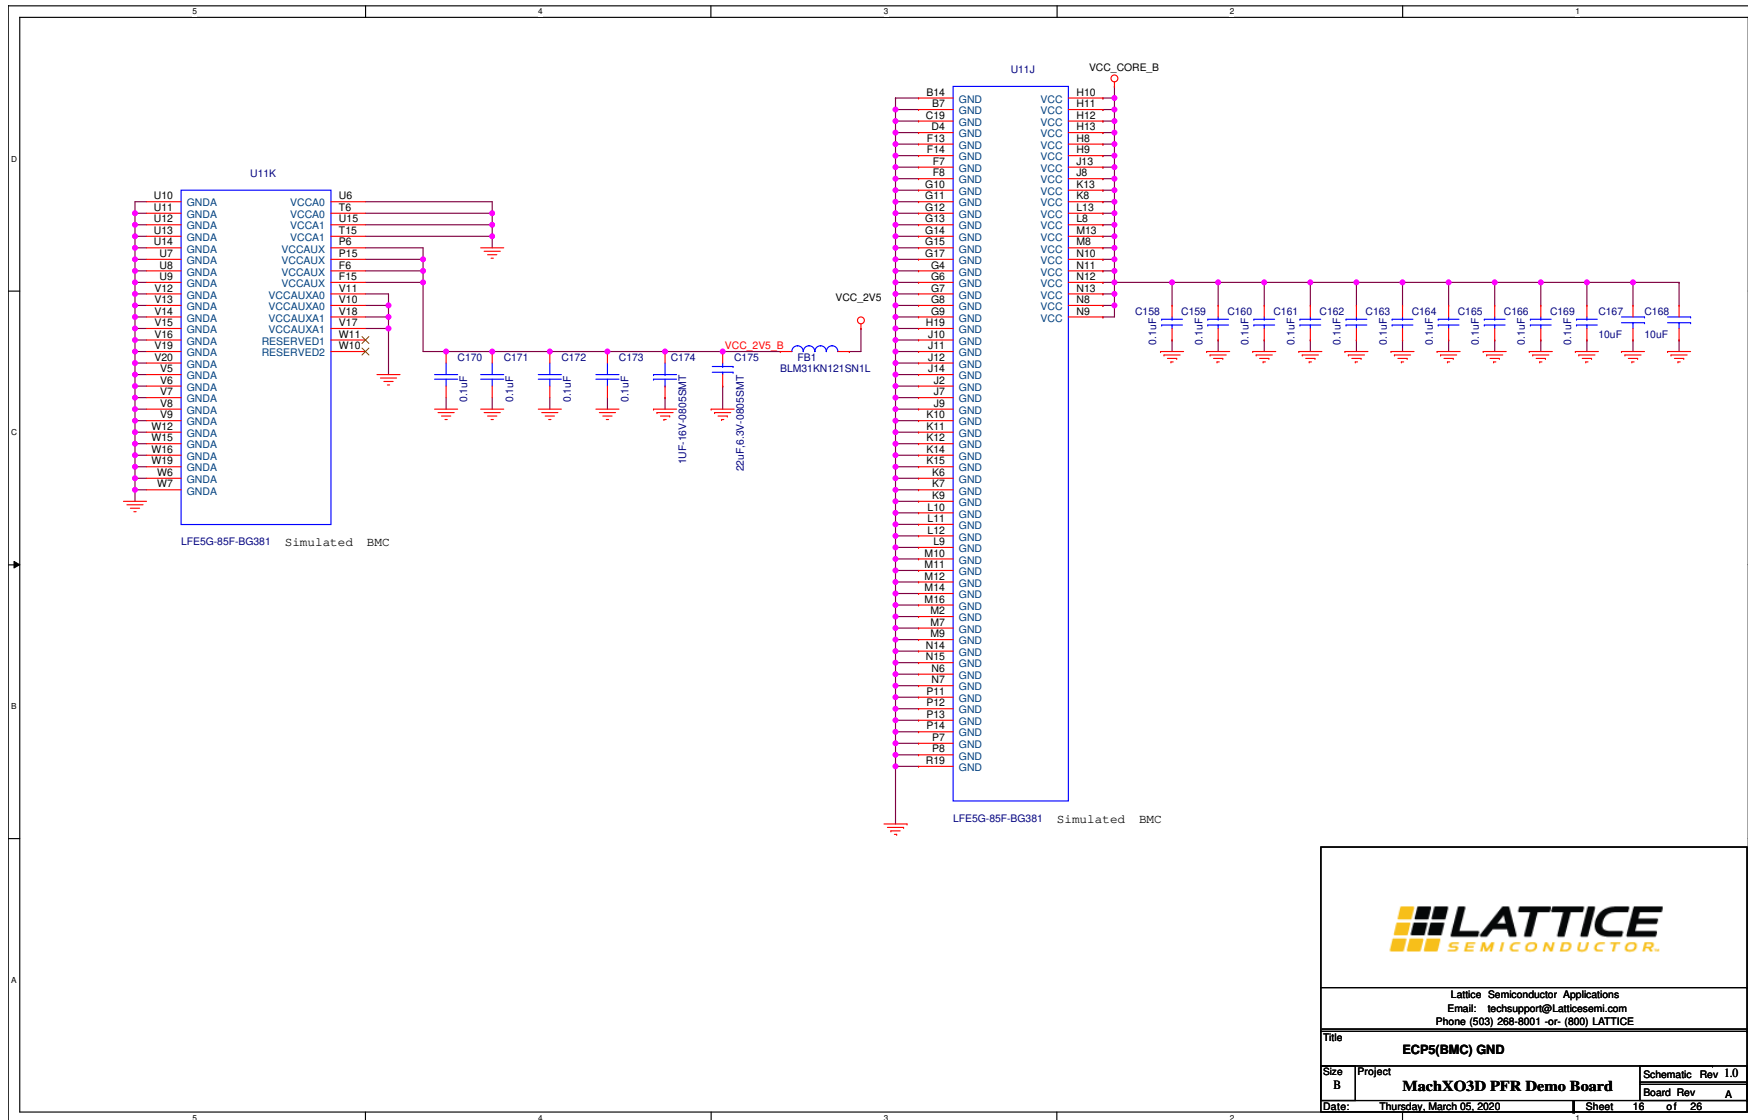 5 4 3 2 1
D
C
B
A
U11K
U10 GNDA
U11 GNDA
U12 GNDA
U13 GNDA
U14 GNDA
U7 GNDA
U8 GNDA
U9 GNDA
V12 GNDA
V13 GNDA
V14 GNDA
V15 GNDA
V16 GNDA
V19 GNDA
V20 GNDA
V5 GNDA
V6 GNDA
V7 GNDA
V8 GNDA
V9 GNDA
W12 GNDA
W15 GNDA
W16 GNDA
W19 GNDA
W6 GNDA
W7 GNDA
VCCA0 U6
VCCA0 T6
VCCA1 U15
VCCA1 T15
VCCAUX P6
VCCAUX P15
VCCAUX F6
VCCAUX F15
VCCAUXA0 V11
VCCAUXA0 V10
VCCAUXA1 V18
VCCAUXA1 V17
RESERVED1 W11
RESERVED2 W10
LFE5G-85F-BG381 Simulated BMC
C170 0.1uF
C171 0.1uF
C172 0.1uF
C173 0.1uF
C174 1UF-16V-0805SMT
C175 22uF,6.3V-0805SMT
VCC_2V5_B
FB1
BLM31KN121SN1L
VCC_2V5
U11J
VCC_CORE_B
B14 GND
B7 GND
C19 GND
D4 GND
F13 GND
F14 GND
F7 GND
F8 GND
G10 GND
G11 GND
G12 GND
G13 GND
G14 GND
G15 GND
G17 GND
G4 GND
G6 GND
G7 GND
G8 GND
G9 GND
H19 GND
J10 GND
J11 GND
J12 GND
J14 GND
J2 GND
J7 GND
J9 GND
K10 GND
K11 GND
K12 GND
K14 GND
K15 GND
K6 GND
K7 GND
K9 GND
L10 GND
L11 GND
L12 GND
L9 GND
M10 GND
M11 GND
M12 GND
M14 GND
M16 GND
M2 GND
M7 GND
M9 GND
N14 GND
N15 GND
N6 GND
N7 GND
P11 GND
P12 GND
P13 GND
P14 GND
P7 GND
P8 GND
R19 GND
VCC H10
VCC H11
VCC H12
VCC H13
VCC H8
VCC H9
VCC J13
VCC J8
VCC K13
VCC K8
VCC L13
VCC L8
VCC M13
VCC M8
VCC N10
VCC N11
VCC N12
VCC N13
VCC N8
VCC N9
LFE5G-85F-BG381 Simulated BMC
C158 0.1uF
C159 0.1uF
C160 0.1uF
C161 0.1uF
C162 0.1uF
C163 0.1uF
C164 0.1uF
C165 0.1uF
C166 0.1uF
C169 0.1uF
C167 10uF
C168 10uF
LATTICE
SEMICONDUCTOR
Lattice Semiconductor Applications
Email: techsupport@Latticesemi.com
Phone (503) 268-8001 -or- (800) LATTICE
Title
ECP5(BMC) GND
Size Project
B MachXO3D PFR Demo Board
Schematic Rev 1.0
Board Rev A
Date: Thursday, March 05, 2020 Sheet 16 of 26
5 4 3 2 1